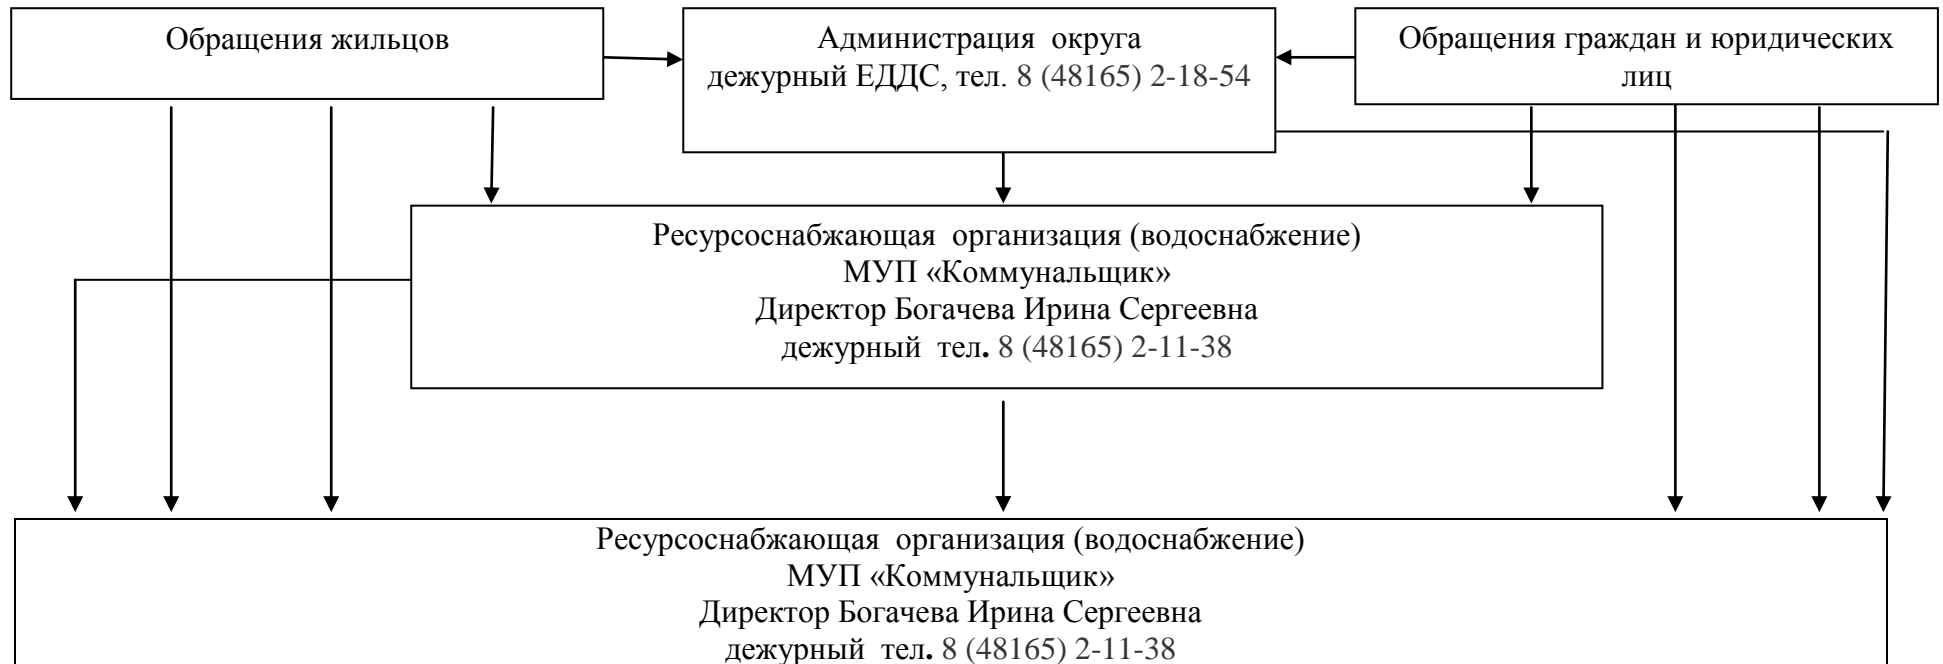 Обращения жильцов
Администрация округа
дежурный ЕДДС, тел. 8 (48165) 2-18-54
Обращения граждан и юридических
лиц
Ресурсоснабжающая организация (водоснабжение)
МУП «Коммунальщик»
Директор Богачева Ирина Сергеевна
дежурный тел. 8 (48165) 2-11-38
Ресурсоснабжающая организация (водоснабжение)
МУП «Коммунальщик»
Директор Богачева Ирина Сергеевна
дежурный тел. 8 (48165) 2-11-38